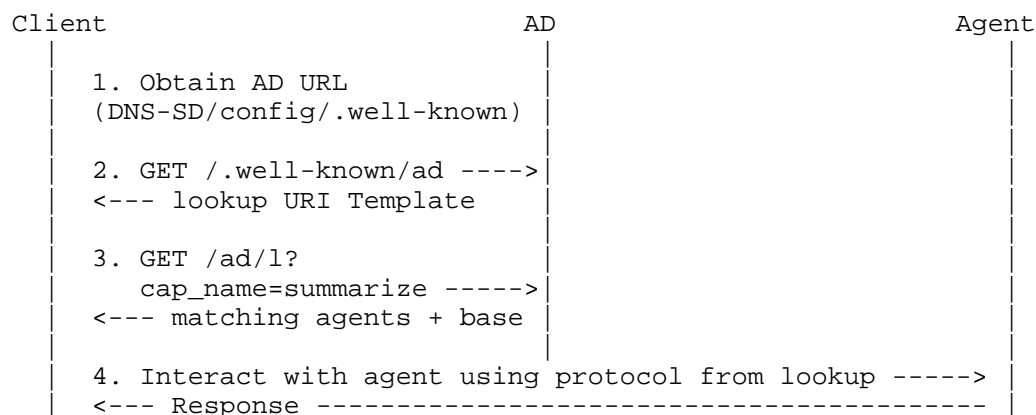 Client AD Agent
1. Obtain AD URL
(DNS-SD/config/.well-known)
2. GET /.well-known/ad ---->
<--- lookup URI Template
3. GET /ad/l?
cap_name=summarize ----->
<--- matching agents + base
4. Interact with agent using protocol from lookup ----->
<--- Response ---------------------------------------